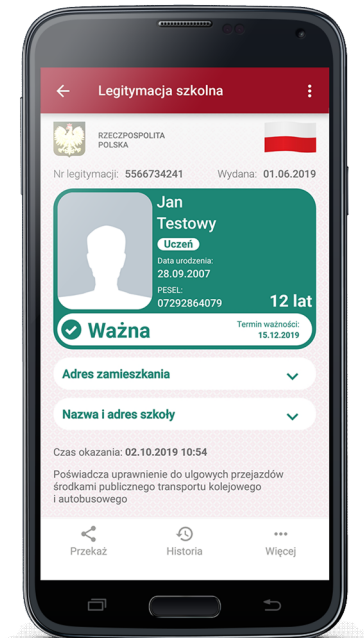 Legitymacja szkolna
RZECZPOSPOLITA
POLSKA
Nr legitymacji: 5566734241 Wydana: 01.06.2019
Jan
Testowy
Uczeń
Data urodzenia:
28.09.2007
PESEL:
07292864079
12 lat
Ważna
Termin ważności:
15.12.2019
Adres zamieszkania
Nazwa i adres szkoły
Czas okazania: 02.10.2019 10:54
Poświadcza uprawnienie do ulgowych przejazdów
środkami publicznego transportu kolejowego
i autobusowego
Przekaż Historia Więcej